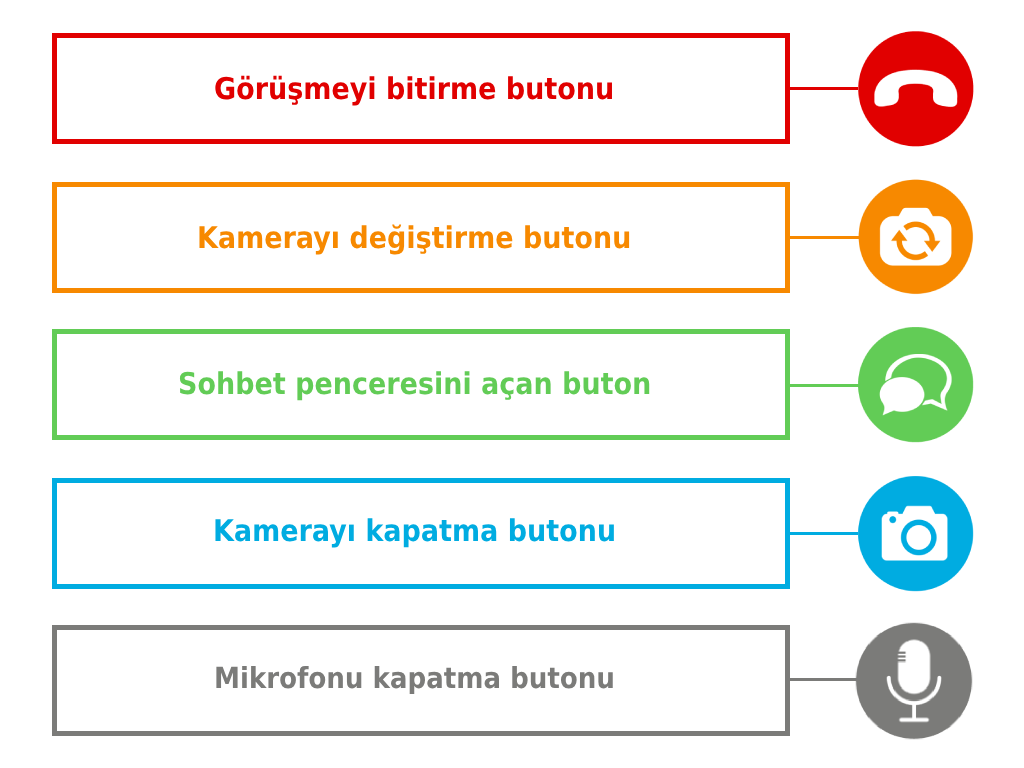 Görüşmeyi bitirme butonu
Kamerayı değiştirme butonu
Sohbet penceresini açan buton
Kamerayı kapatma butonu
Mikrofonu kapatma butonu